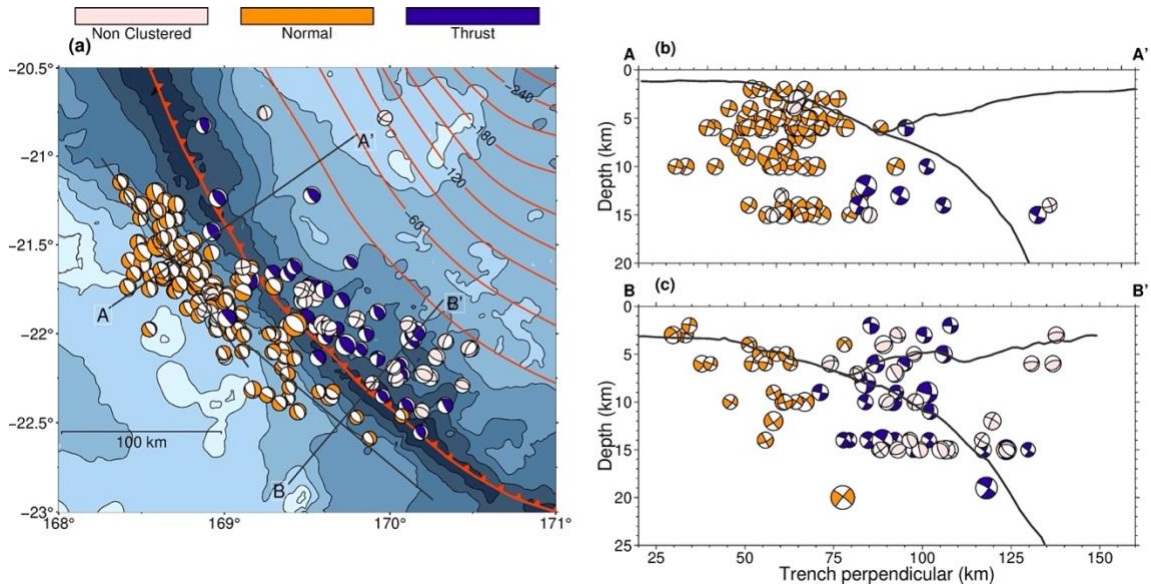 Non Clustered Normal Thrust
(a)
−20.5°
−21°
−21.5°
−22°
−22.5°
−23°
168° 169° 170° 171°
−240
180
120
−60
A'
A
B'
B
100 km
A (b) A'
0
5
10
15
20
Depth (km)
B (c) B'
0
5
10
15
20
25
Depth (km)
25 50 75 100 125 150
Trench perpendicular (km)